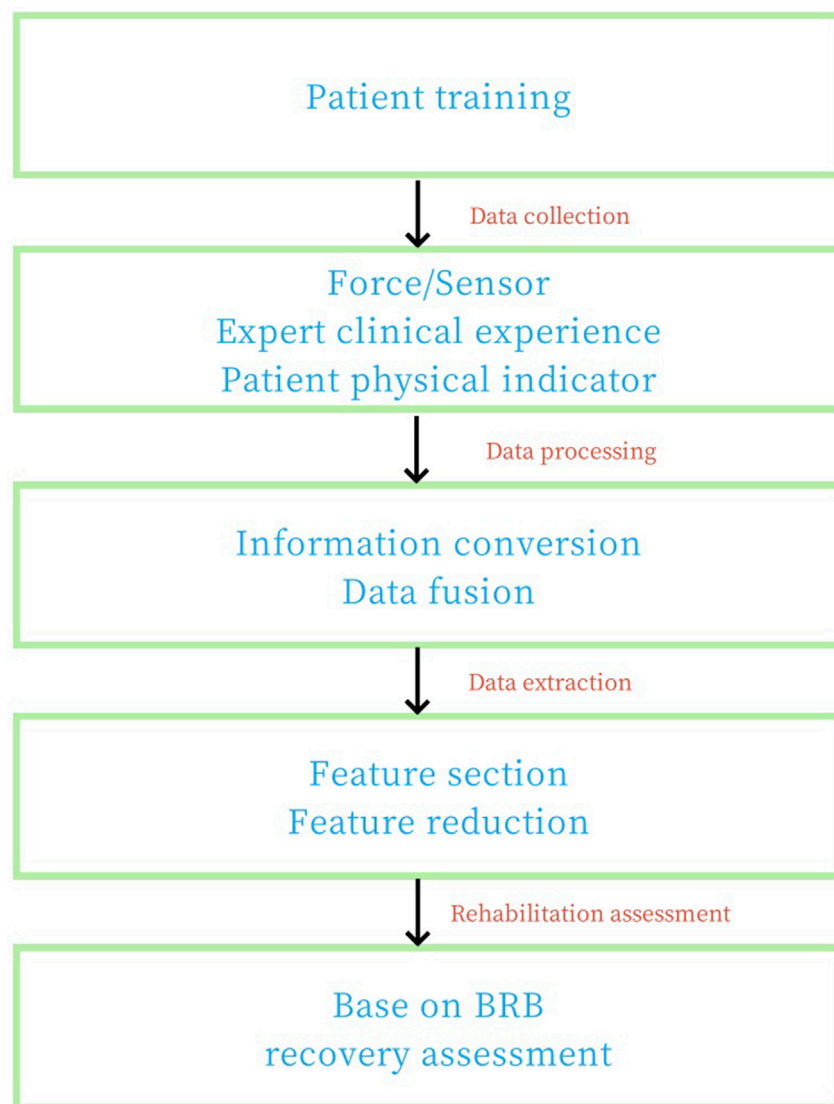 Patient training
Data collection
Force/Sensor
Expert clinical experience
Patient physical indicator
Data processing
Information conversion
Data fusion
Data extraction
Feature section
Feature reduction
Rehabilitation assessment
Base on BRB
recovery assessment